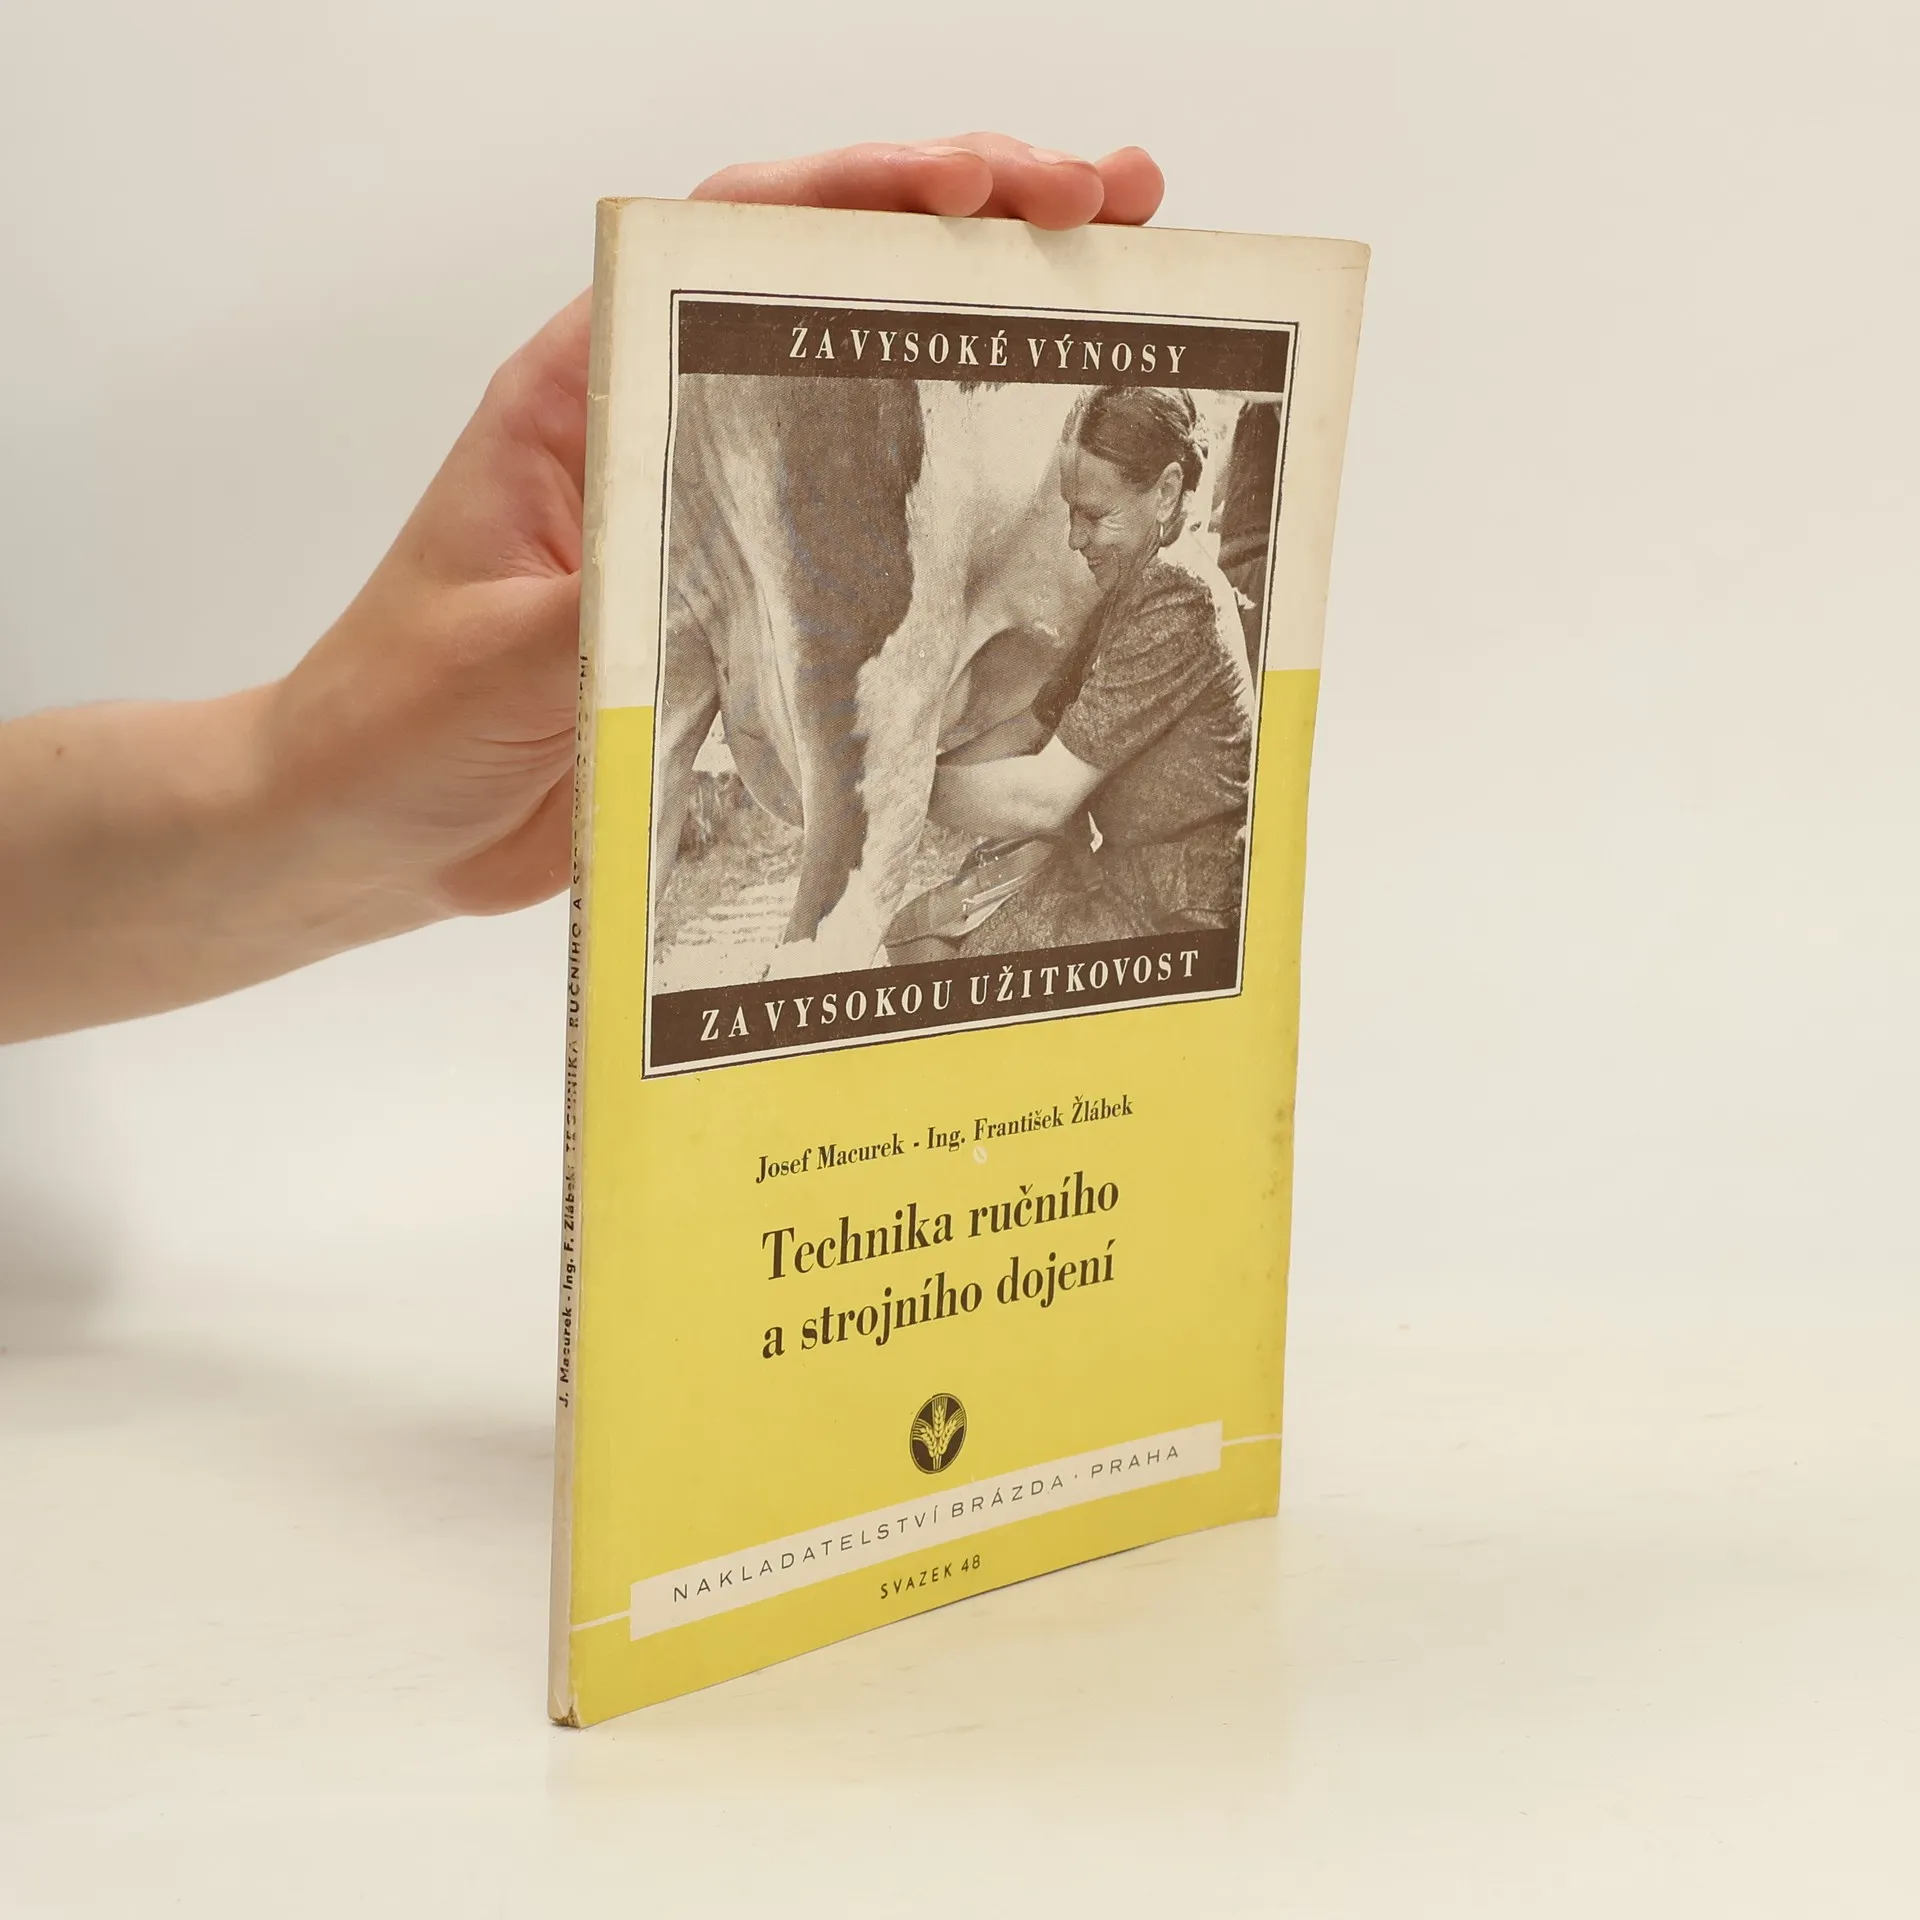 ZA VYSOKÉ VÝNOSY
ZA VYSOKOU UŽITKOVOST
Josef Macurek - Ing. František Žlábek
Technika ručního
a strojního dojení
NAKLADATELSTVÍ BRÁZDA · PRAHA
SVAZEK 48
J. Macurek - Ing. F. Žlábek: TECHNIKA RUČNÍHO A STROJNÍHO DOJENÍ